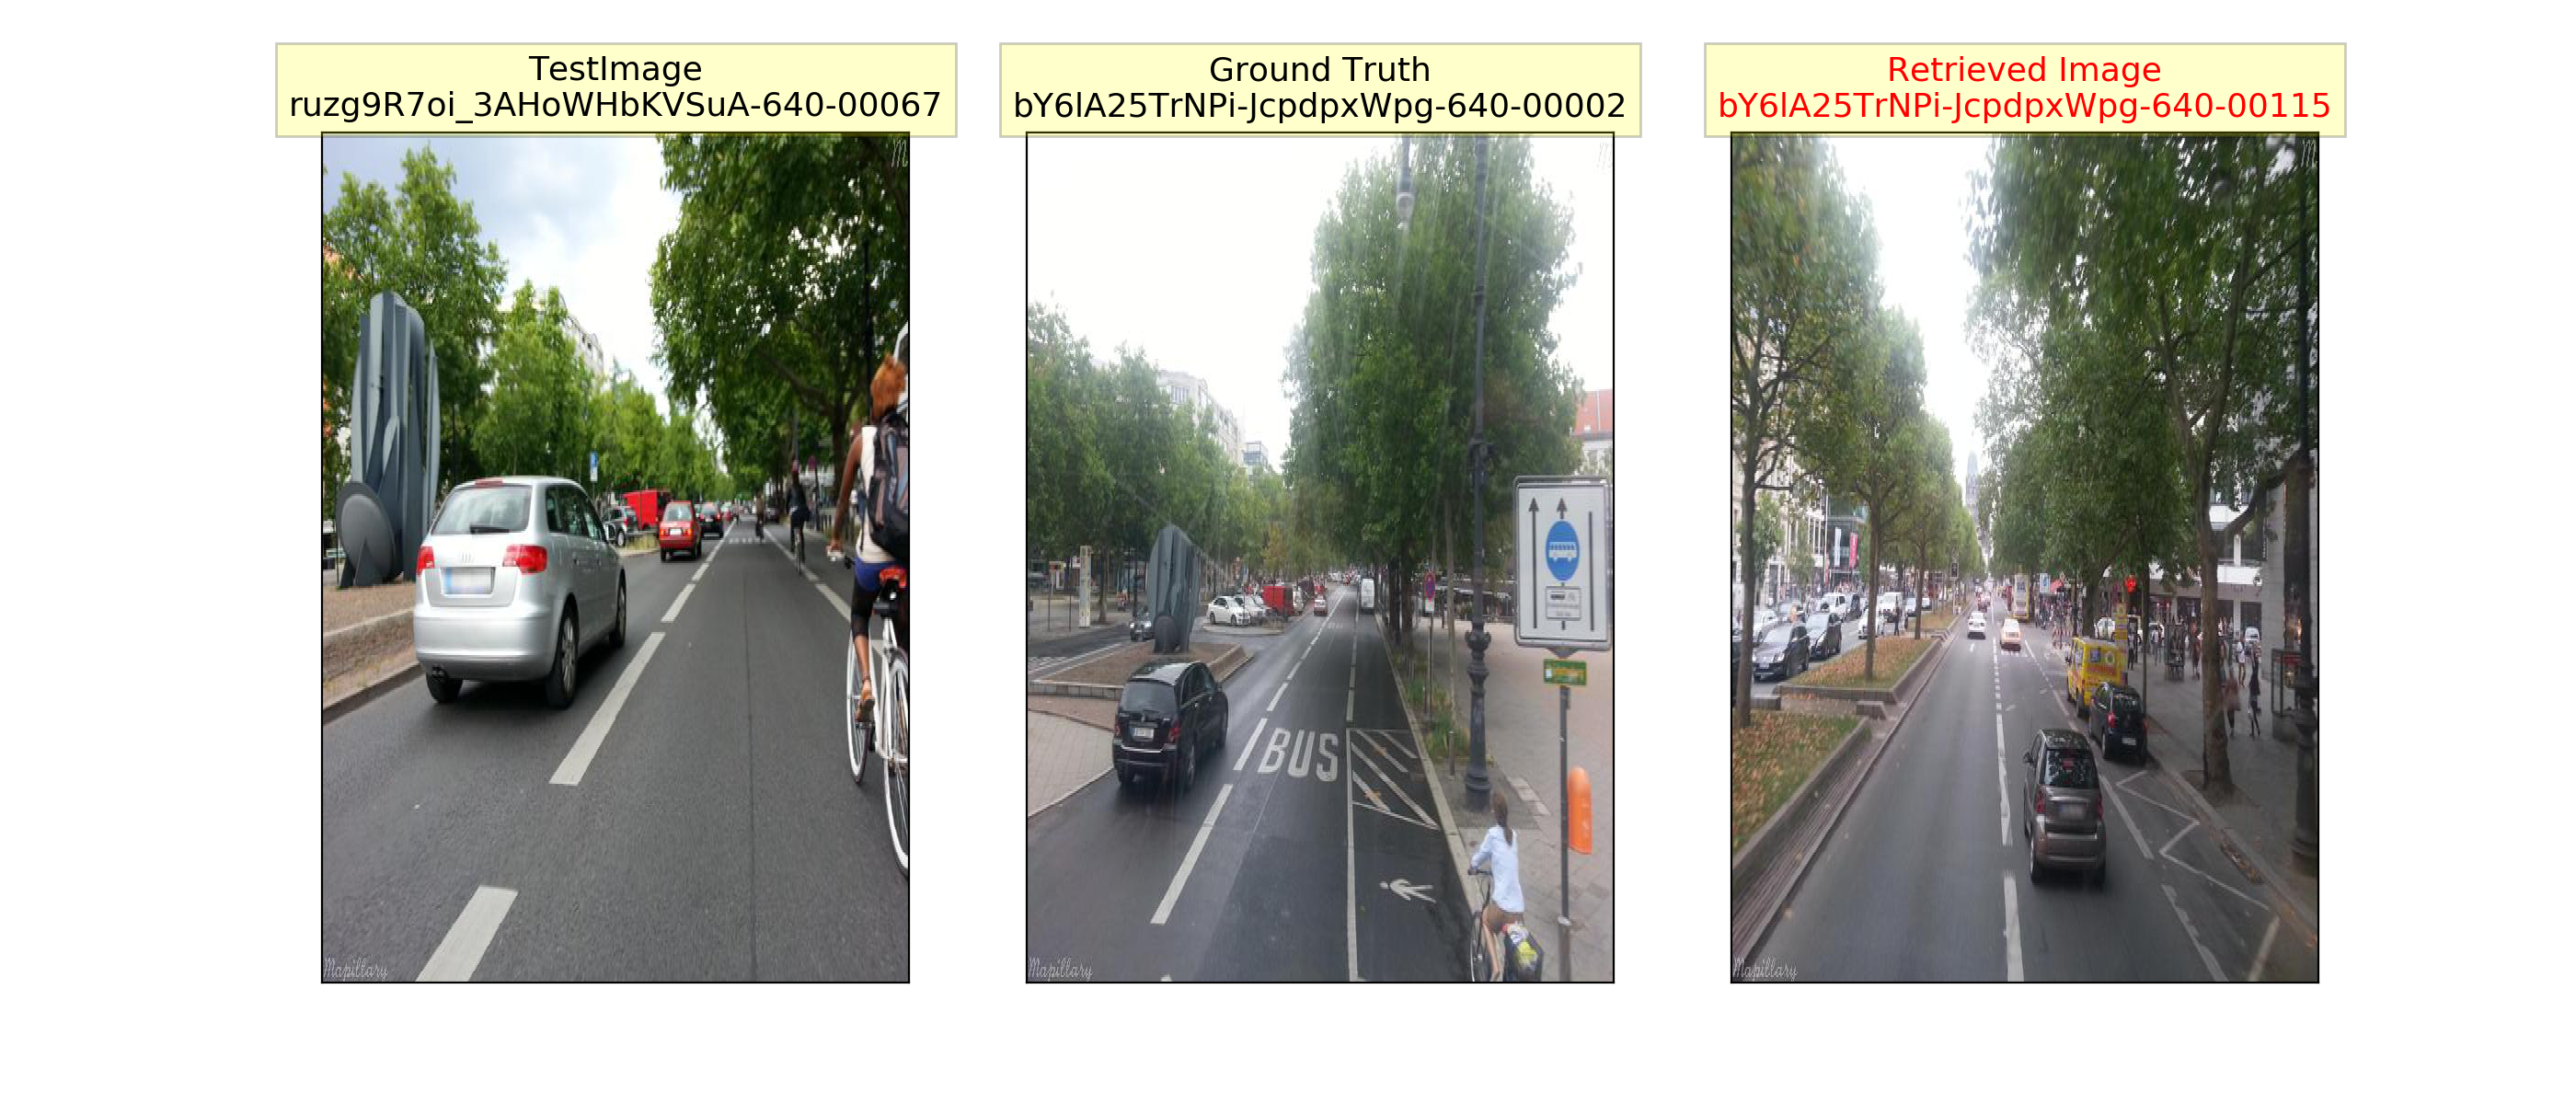 TestImage
ruzg9R7oi_3AHoWHbKVSuA-640-00067
Ground Truth
bY6lA25TrNPi-JcpdpxWpg-640-00002
Retrieved Image
bY6lA25TrNPi-JcpdpxWpg-640-00115
BUS
Mapillary
Mapillary
Mapillary